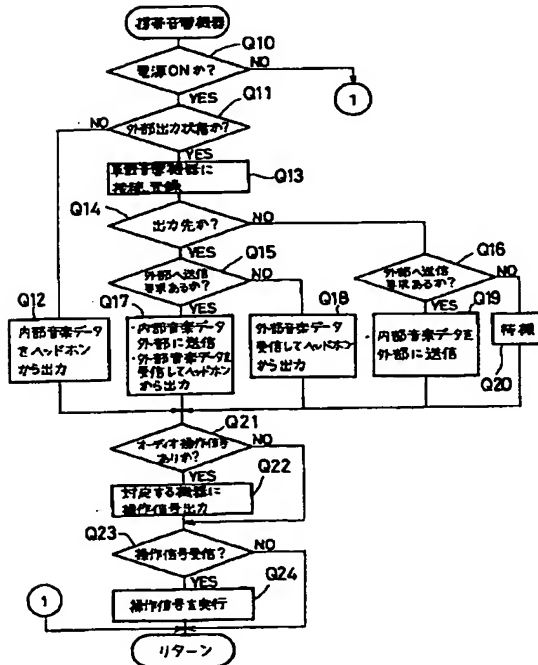 携帯音響機器
Q10
電源ONか?
NO
YES
1
Q11
NO
外部出力状態か?
YES
車載音響機器に
接続,登録
Q13
Q14
出力先か?
NO
YES
Q15
外部へ送信
要求あるか?
NO
YES
Q16
外部へ送信
要求あるか?
NO
YES
Q12
内部音楽データ
をヘッドホン
から出力
Q17
・内部音楽データ
外部に送信
・外部音楽データを
受信してヘッドホン
から出力
Q18
外部音楽データ
受信してヘッドホン
から出力
Q19
内部音楽データを
外部に送信
待機
Q20
Q21
オーディオ操作信号
ありか?
NO
YES
Q22
対応する機器に
操作信号出力
Q23
操作信号受信?
NO
YES
Q24
操作信号を実行
1
リターン